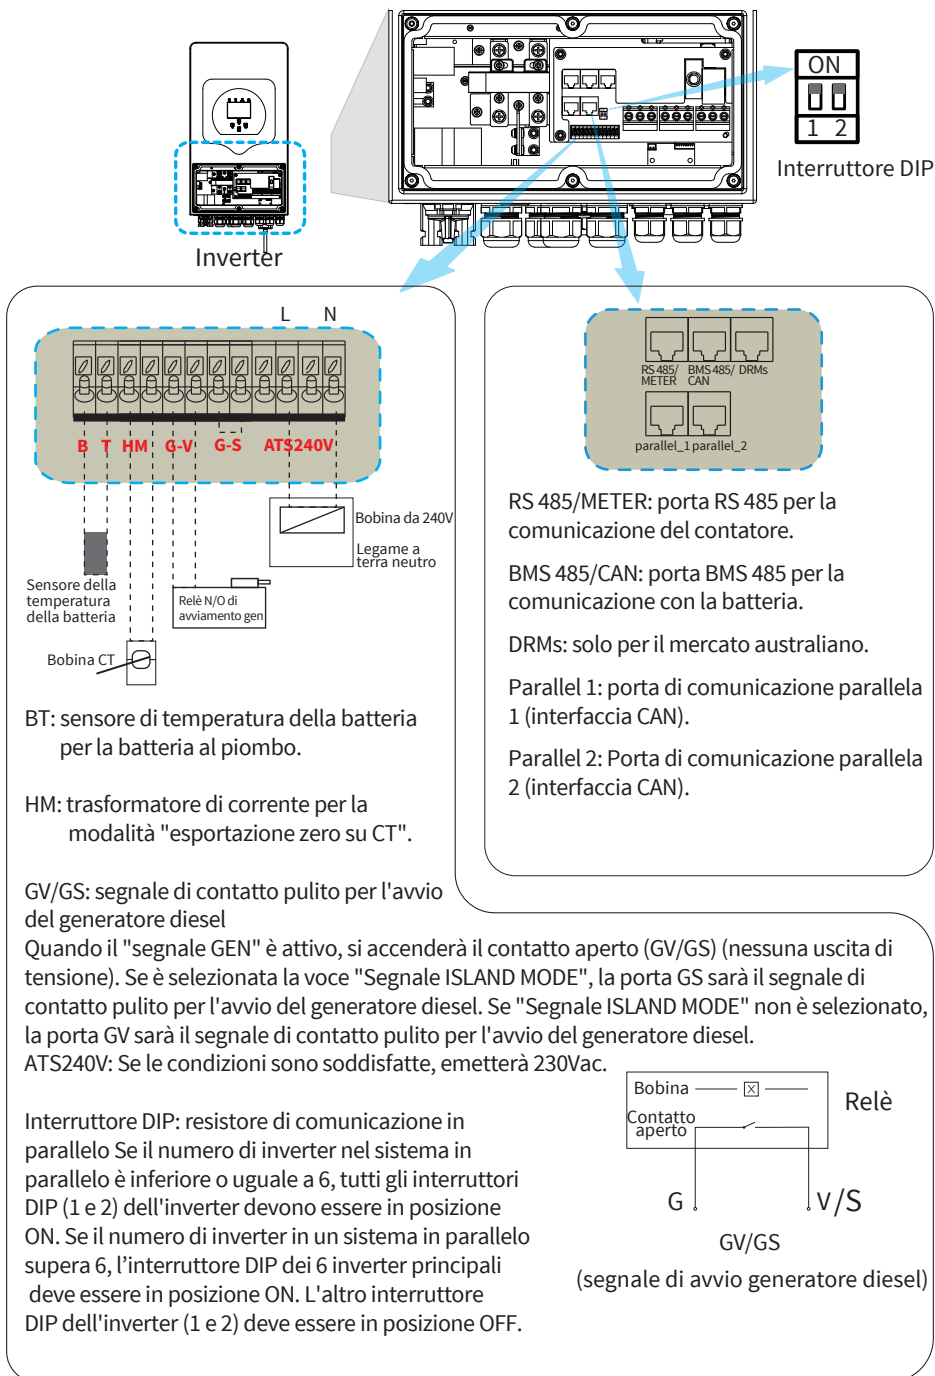 ON
1 2
Interruttore DIP
Inverter
L N
B T HM G-V G-S ATS240V
Bobina da 240V
Legame a
terra neutro
Sensore della
temperatura
della batteria
Relè N/O di
avviamento gen
Bobina CT
RS 485/
METER
BMS 485/
CAN
DRMs
parallel_1 parallel_2
RS 485/METER: porta RS 485 per la
comunicazione del contatore.
BMS 485/CAN: porta BMS 485 per la
comunicazione con la batteria.
DRMs: solo per il mercato australiano.
Parallel 1: porta di comunicazione parallela
1 (interfaccia CAN).
Parallel 2: Porta di comunicazione parallela
2 (interfaccia CAN).
BT: sensore di temperatura della batteria
per la batteria al piombo.
HM: trasformatore di corrente per la
modalità "esportazione zero su CT".
GV/GS: segnale di contatto pulito per l'avvio
del generatore diesel
Quando il "segnale GEN" è attivo, si accenderà il contatto aperto (GV/GS) (nessuna uscita di
tensione). Se è selezionata la voce "Segnale ISLAND MODE", la porta GS sarà il segnale di
contatto pulito per l'avvio del generatore diesel. Se "Segnale ISLAND MODE" non è selezionato,
la porta GV sarà il segnale di contatto pulito per l'avvio del generatore diesel.
ATS240V: Se le condizioni sono soddisfatte, emetterà 230Vac.
Interruttore DIP: resistore di comunicazione in
parallelo Se il numero di inverter nel sistema in
parallelo è inferiore o uguale a 6, tutti gli interruttori
DIP (1 e 2) dell'inverter devono essere in posizione
ON. Se il numero di inverter in un sistema in parallelo
supera 6, l’interruttore DIP dei 6 inverter principali
deve essere in posizione ON. L'altro interruttore
DIP dell'inverter (1 e 2) deve essere in posizione OFF.
Bobina
Contatto
aperto
Relè
G V/S
GV/GS
(segnale di avvio generatore diesel)